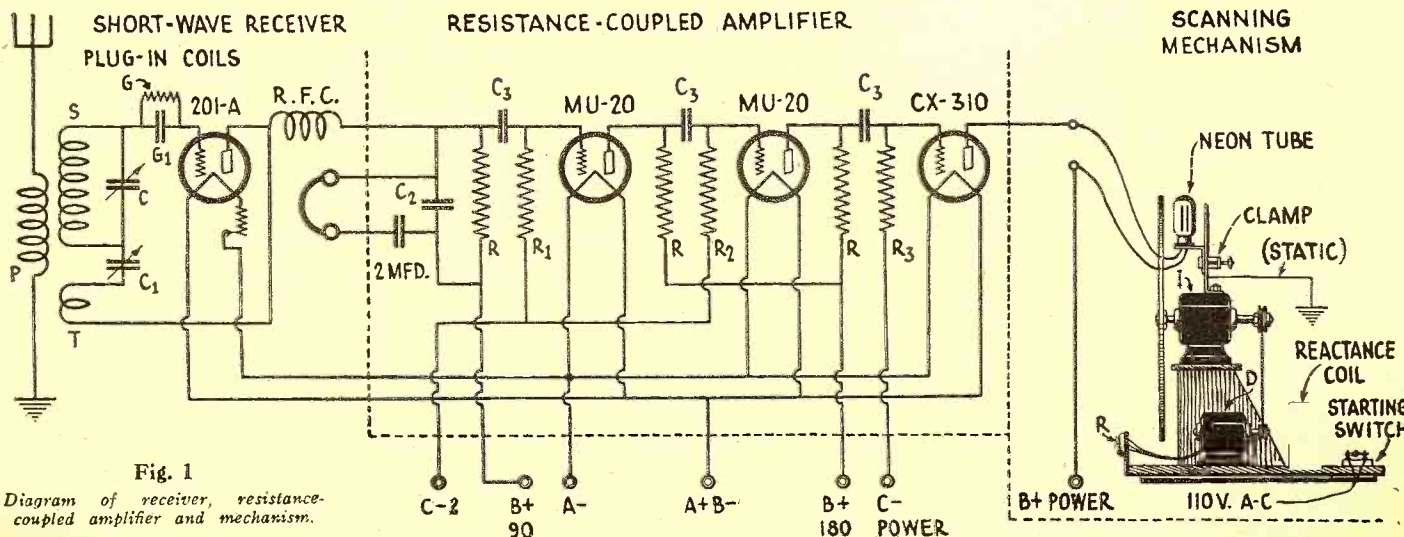 SHORT-WAVE RECEIVER
PLUG-IN COILS
RESISTANCE-COUPLED AMPLIFIER
SCANNING
MECHANISM
G
201-A
R.F.C.
C3
MU-20
C3
MU-20
C3
CX-310
S
G1
C
C1
P
T
C2
2 MFD.
R
R1
R
R2
R
R3
NEON TUBE
CLAMP
(STATIC)
I
REACTANCE
COIL
D
STARTING
SWITCH
R
110 V. A-C
C-2
B+
90
A-
A+ B-
B+
180
C-
POWER
B+ POWER
Fig. 1
Diagram of receiver, resistance-
coupled amplifier and mechanism.